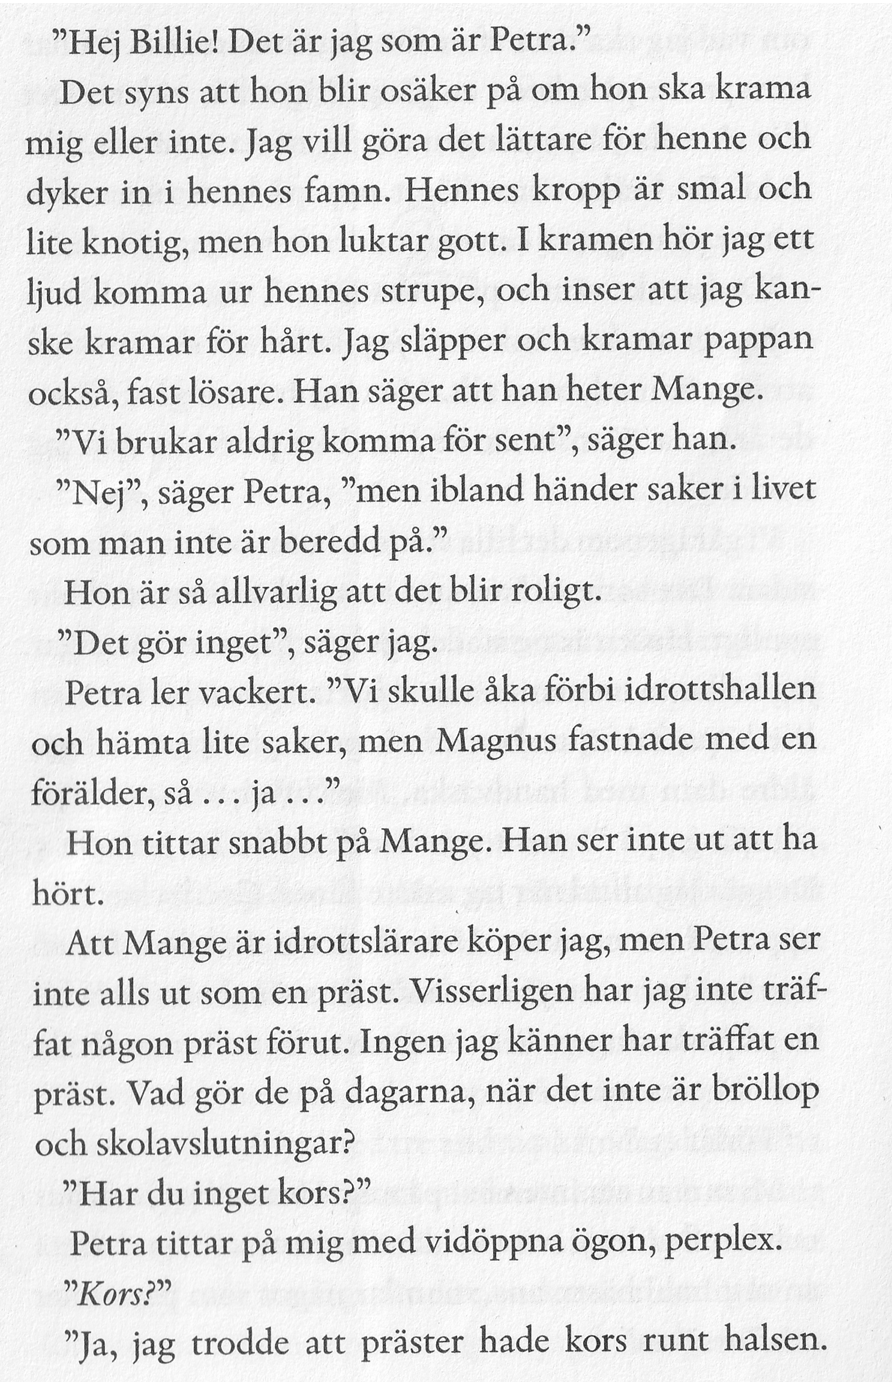 ”Hej Billie! Det är jag som är Petra.”
Det syns att hon blir osäker på om hon ska krama
mig eller inte. Jag vill göra det lättare för henne och
dyker in i hennes famn. Hennes kropp är smal och
lite knotig, men hon luktar gott. I kramen hör jag ett
ljud komma ur hennes strupe, och inser att jag kan-
ske kramar för hårt. Jag släpper och kramar pappan
också, fast lösare. Han säger att han heter Mange.
”Vi brukar aldrig komma för sent”, säger han.
”Nej”, säger Petra, ”men ibland händer saker i livet
som man inte är beredd på.”
Hon är så allvarlig att det blir roligt.
”Det gör inget”, säger jag.
Petra ler vackert. ”Vi skulle åka förbi idrottshallen
och hämta lite saker, men Magnus fastnade med en
förälder, så ... ja ...”
Hon tittar snabbt på Mange. Han ser inte ut att ha
hört.
Att Mange är idrottslärare köper jag, men Petra ser
inte alls ut som en präst. Visserligen har jag inte träf-
fat någon präst förut. Ingen jag känner har träffat en
präst. Vad gör de på dagarna, när det inte är bröllop
och skolavslutningar?
”Har du inget kors?”
Petra tittar på mig med vidöppna ögon, perplex.
”Kors?”
”Ja, jag trodde att präster hade kors runt halsen.